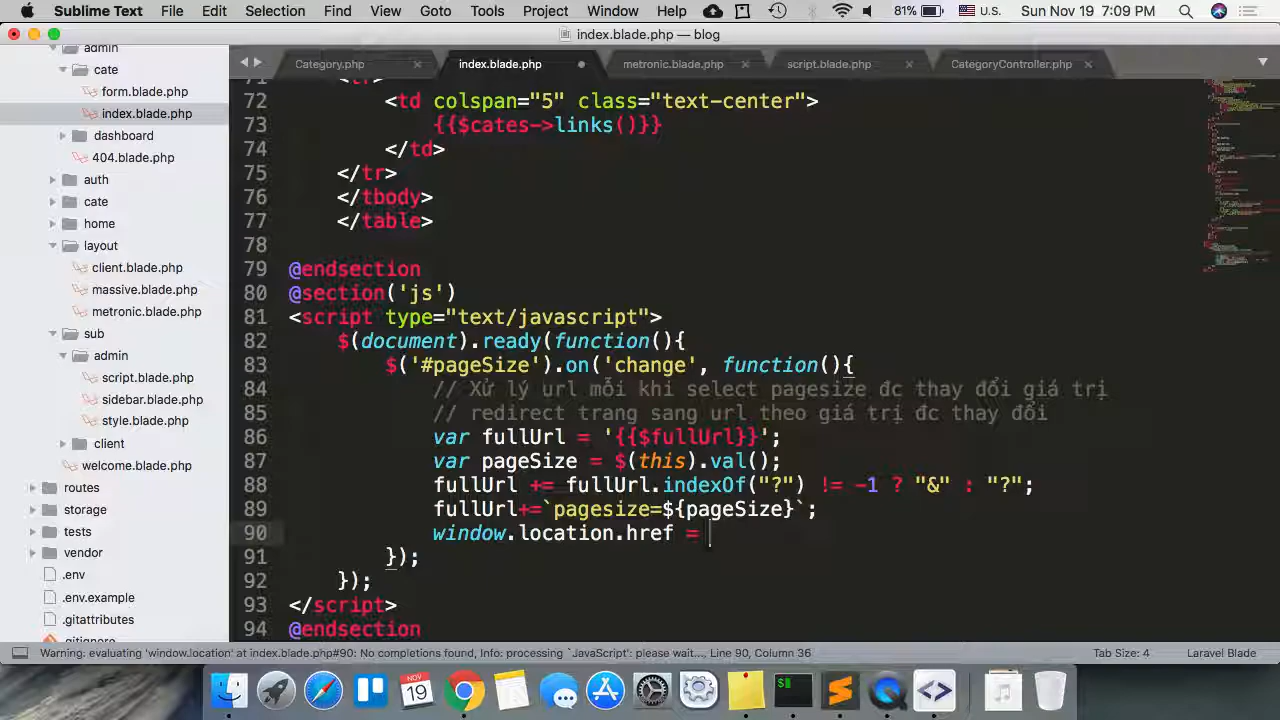 Sublime Text File Edit Selection Find View Goto Tools Project Window Help 81% U.S. Sun Nov 19 7:09 PM
index.blade.php — blog
admin
cate
form.blade.php
index.blade.php
dashboard
404.blade.php
auth
cate
home
layout
client.blade.php
massive.blade.php
metronic.blade.php
sub
admin
script.blade.php
sidebar.blade.php
style.blade.php
client
welcome.blade.php
routes
storage
tests
vendor
.env
.env.example
.gitattributes
.gitignore
Category.php index.blade.php metronic.blade.php script.blade.php CategoryController.php
71 <tr>
72 <td colspan="5" class="text-center">
73 {{$cates->links()}}
74 </td>
75 </tr>
76 </tbody>
77 </table>
78
79 @endsection
80 @section('js')
81 <script type="text/javascript">
82 $(document).ready(function(){
83 $('#pageSize').on('change', function(){
84 // Xử lý url mỗi khi select pagesize đc thay đổi giá trị
85 // redirect trang sang url theo giá trị đc thay đổi
86 var fullUrl = '{{$fullUrl}}';
87 var pageSize = $(this).val();
88 fullUrl += fullUrl.indexOf("?") != -1 ? "&" : "?";
89 fullUrl+=`pagesize=${pageSize}`;
90 window.location.href =
91 });
92 });
93 </script>
94 @endsection
Warning: evaluating 'window.location' at index.blade.php#90: No completions found, Info: processing `JavaScript': please wait..., Line 90, Column 36 Tab Size: 4 Laravel Blade
NOV
19